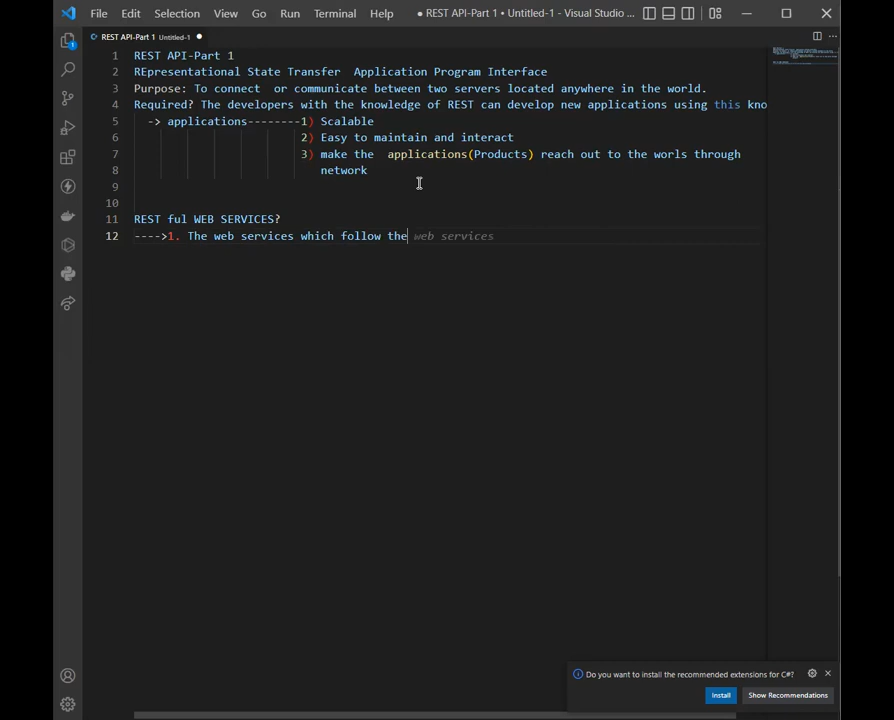 File Edit Selection View Go Run Terminal Help ● REST API-Part 1 • Untitled-1 - Visual Studio ...
REST API-Part 1 Untitled-1 ●
1 REST API-Part 1
2 REpresentational State Transfer  Application Program Interface
3 Purpose: To connect  or communicate between two servers located anywhere in the world.
4 Required? The developers with the knowledge of REST can develop new applications using this kno
5 -> applications--------1) Scalable
6 2) Easy to maintain and interact
7 3) make the  applications(Products) reach out to the worls through
8 network
9
10
11 REST ful WEB SERVICES?
12 ---->1. The web services which follow the web services
Do you want to install the recommended extensions for C#?
Install Show Recommendations